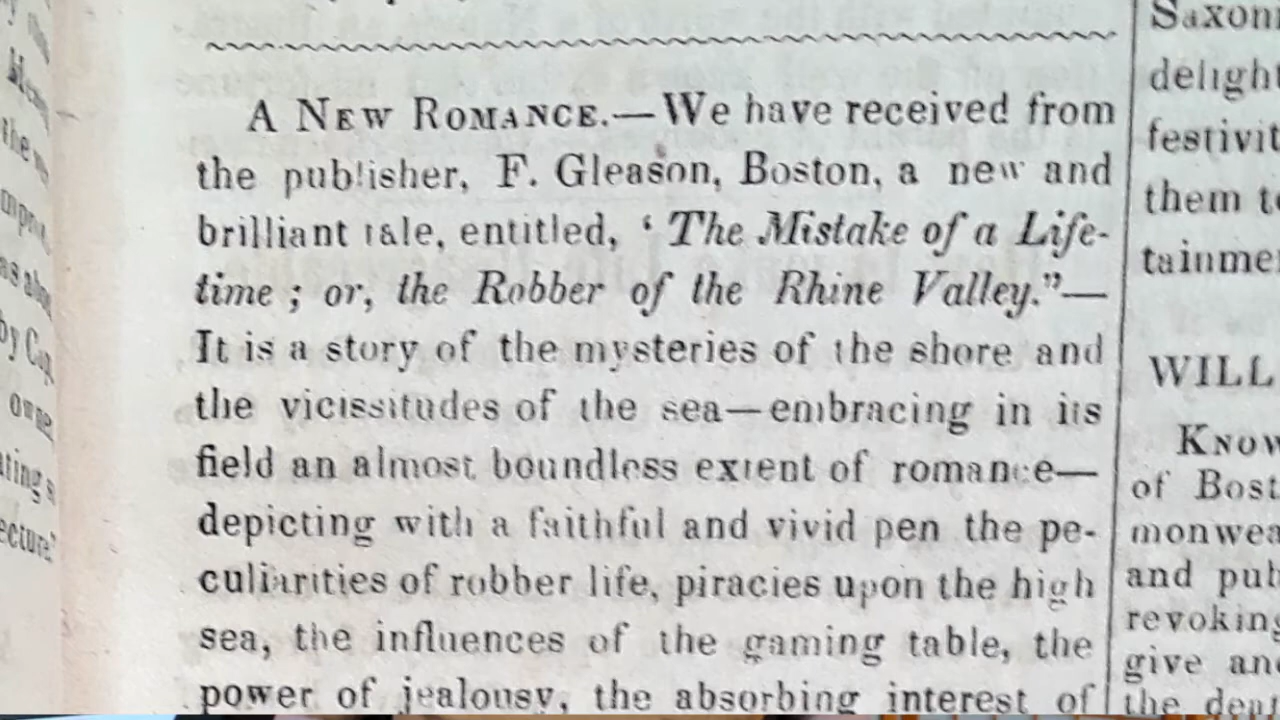 A NEW ROMANCE.—We have received from
the publisher, F. Gleason, Boston, a new and
brilliant tale, entitled, ‘ The Mistake of a Life-
time ; or, the Robber of the Rhine Valley.”—
It is a story of the mysteries of the shore and
the vicissitudes of the sea—embracing in its
field an almost boundless extent of romance—
depicting with a faithful and vivid pen the pe-
culiarities of robber life, piracies upon the high
sea, the influences of the gaming table, the
power of jealousy, the absorbing interest of
delight
festivit
them t
tainme
WILL
KNOW
of Bost
monwea
and pub
revoking
give and
the